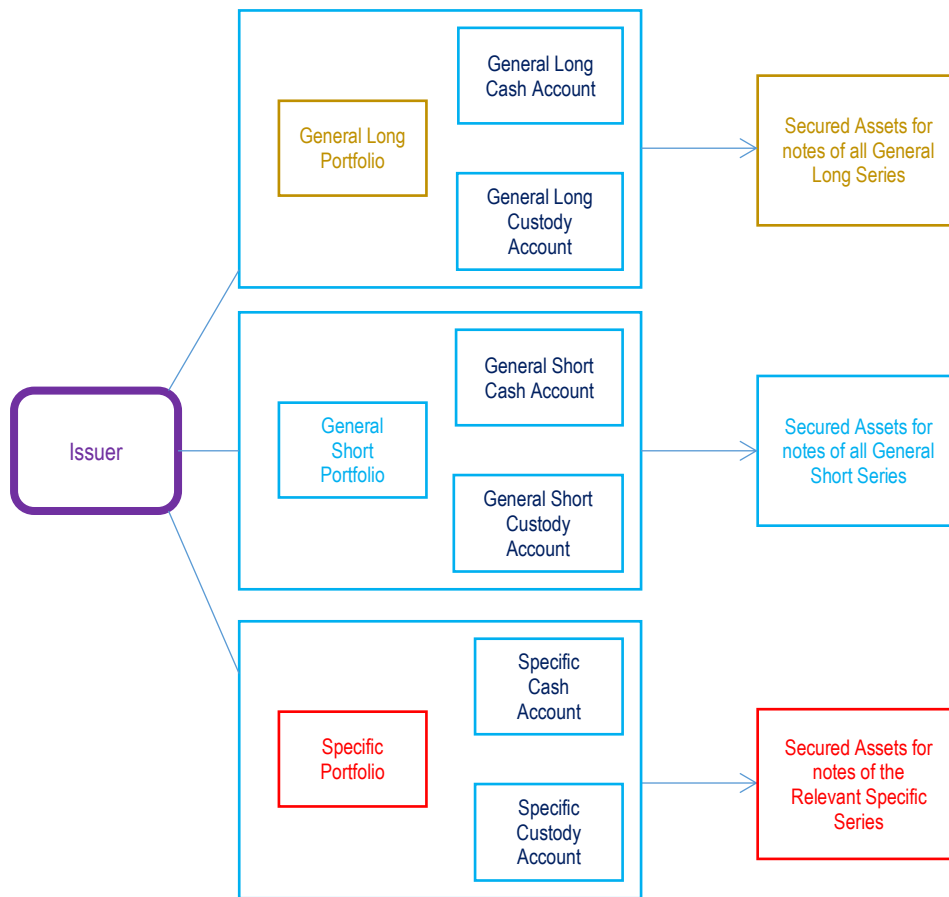 General Long
Cash Account
General Long
Portfolio
General Long
Custody
Account
Secured Assets for
notes of all General
Long Series
Issuer
General Short
Cash Account
General
Short
Portfolio
General Short
Custody
Account
Secured Assets for
notes of all General
Short Series
Specific
Cash
Account
Specific
Portfolio
Specific
Custody
Account
Secured Assets for
notes of the
Relevant Specific
Series